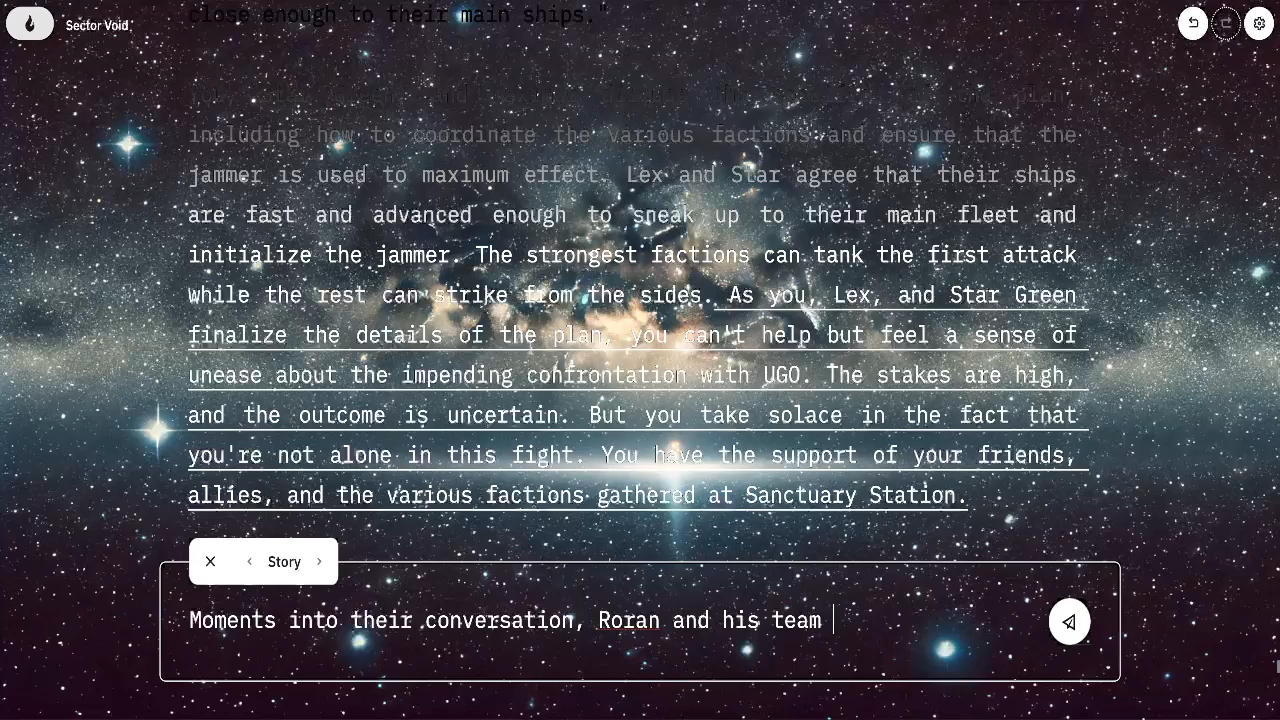 close enough to their main ships."
Sector Void
including how to coordinate the various factions and ensure that the
jammer is used to maximum effect. Lex and Star agree that their ships
are fast and advanced enough to sneak up to their main fleet and
initialize the jammer. The strongest factions can tank the first attack
while the rest can strike from the sides. As you, Lex, and Star Green
finalize the details of the plan, you can't help but feel a sense of
unease about the impending confrontation with UGO. The stakes are high,
and the outcome is uncertain. But you take solace in the fact that
you're not alone in this fight. You have the support of your friends,
allies, and the various factions gathered at Sanctuary Station.
Story
Moments into their conversation, Roran and his team